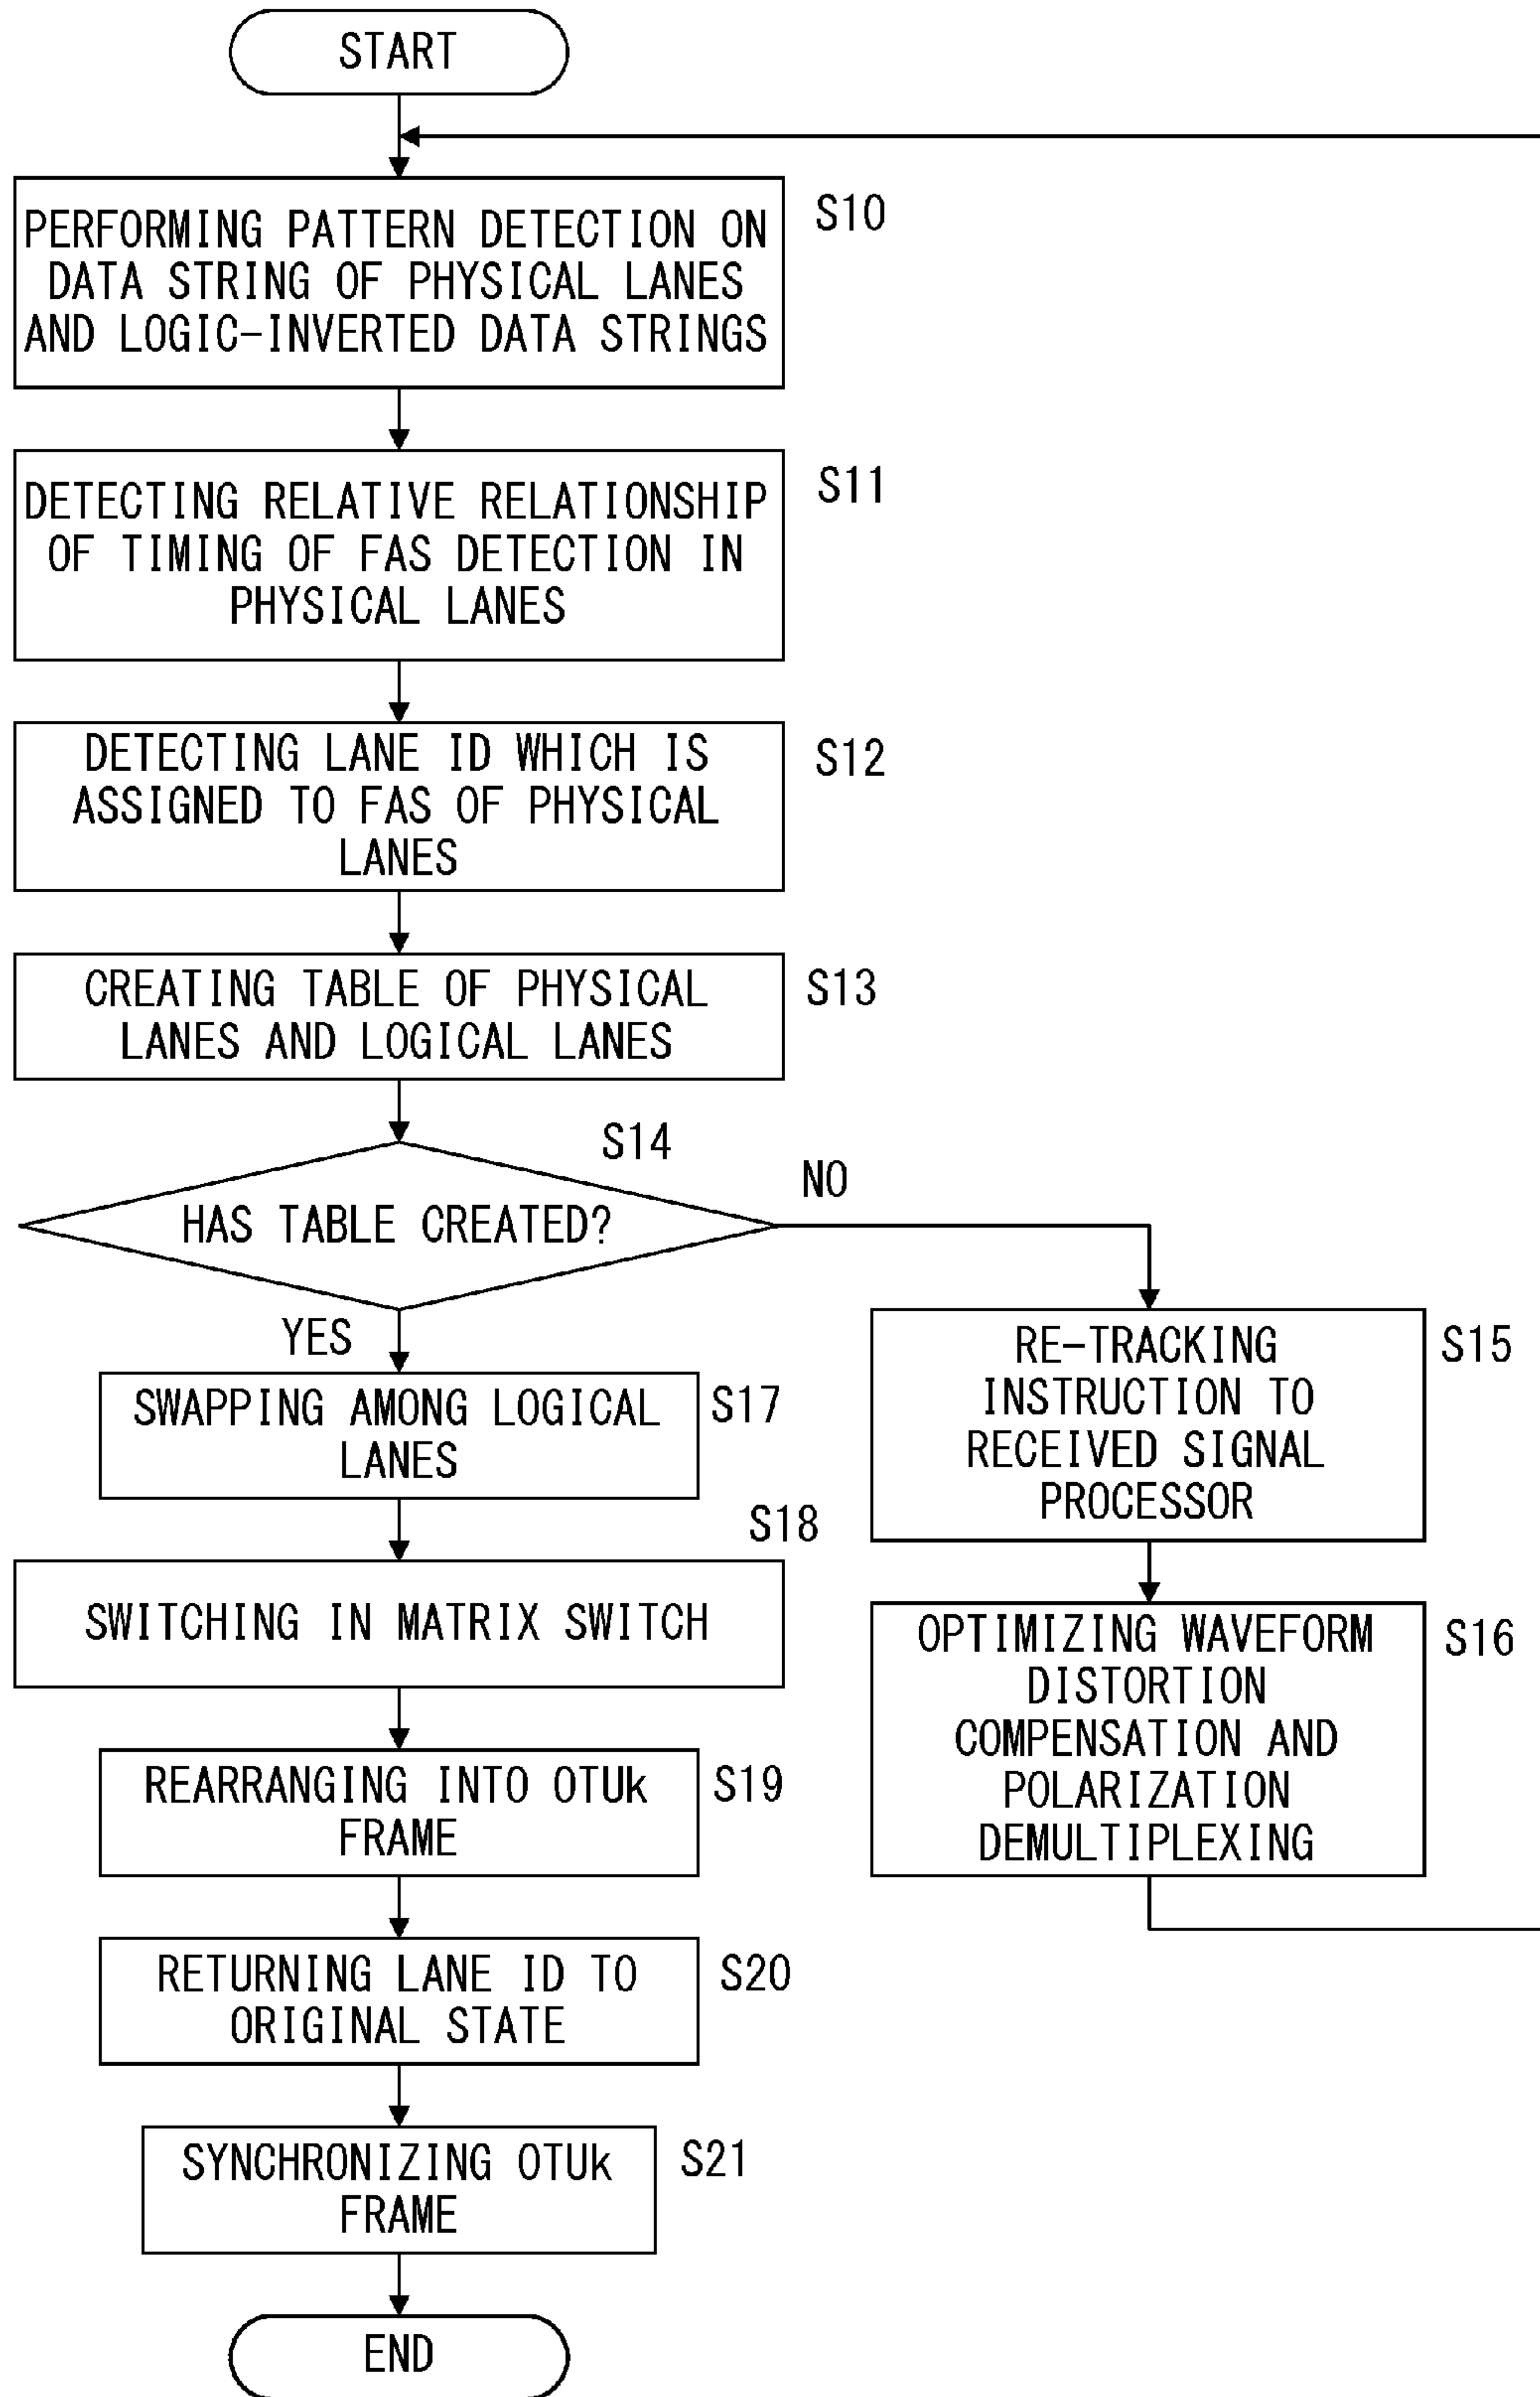 START
PERFORMING PATTERN DETECTION ON
DATA STRING OF PHYSICAL LANES
AND LOGIC-INVERTED DATA STRINGS
S10
DETECTING RELATIVE RELATIONSHIP
OF TIMING OF FAS DETECTION IN
PHYSICAL LANES
S11
DETECTING LANE ID WHICH IS
ASSIGNED TO FAS OF PHYSICAL
LANES
S12
CREATING TABLE OF PHYSICAL
LANES AND LOGICAL LANES
S13
S14
HAS TABLE CREATED?
NO
YES
RE-TRACKING
INSTRUCTION TO
RECEIVED SIGNAL
PROCESSOR
S15
OPTIMIZING WAVEFORM
DISTORTION
COMPENSATION AND
POLARIZATION
DEMULTIPLEXING
S16
SWAPPING AMONG LOGICAL
LANES
S17
S18
SWITCHING IN MATRIX SWITCH
REARRANGING INTO OTUk
FRAME
S19
RETURNING LANE ID TO
ORIGINAL STATE
S20
SYNCHRONIZING OTUk
FRAME
S21
END